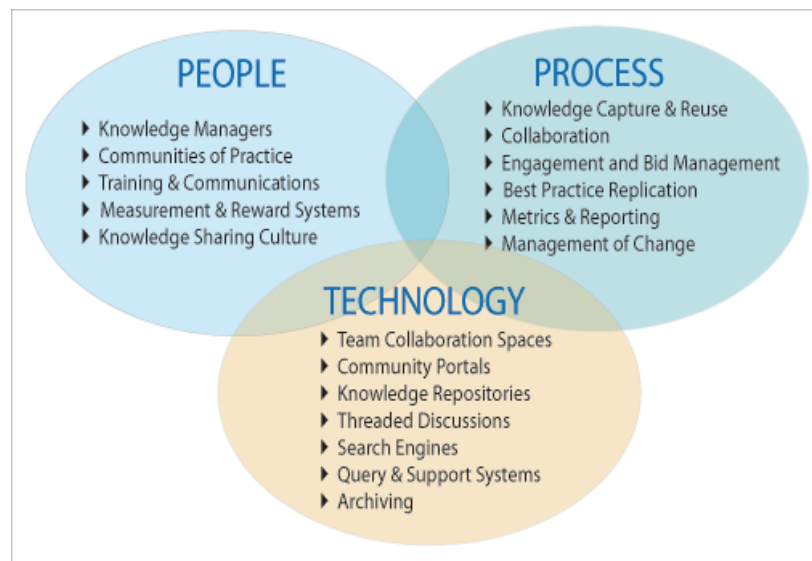 PEOPLE
Knowledge Managers
Communities of Practice
Training & Communications
Measurement & Reward Systems
Knowledge Sharing Culture
PROCESS
Knowledge Capture & Reuse
Collaboration
Engagement and Bid Management
Best Practice Replication
Metrics & Reporting
Management of Change
TECHNOLOGY
Team Collaboration Spaces
Community Portals
Knowledge Repositories
Threaded Discussions
Search Engines
Query & Support Systems
Archiving